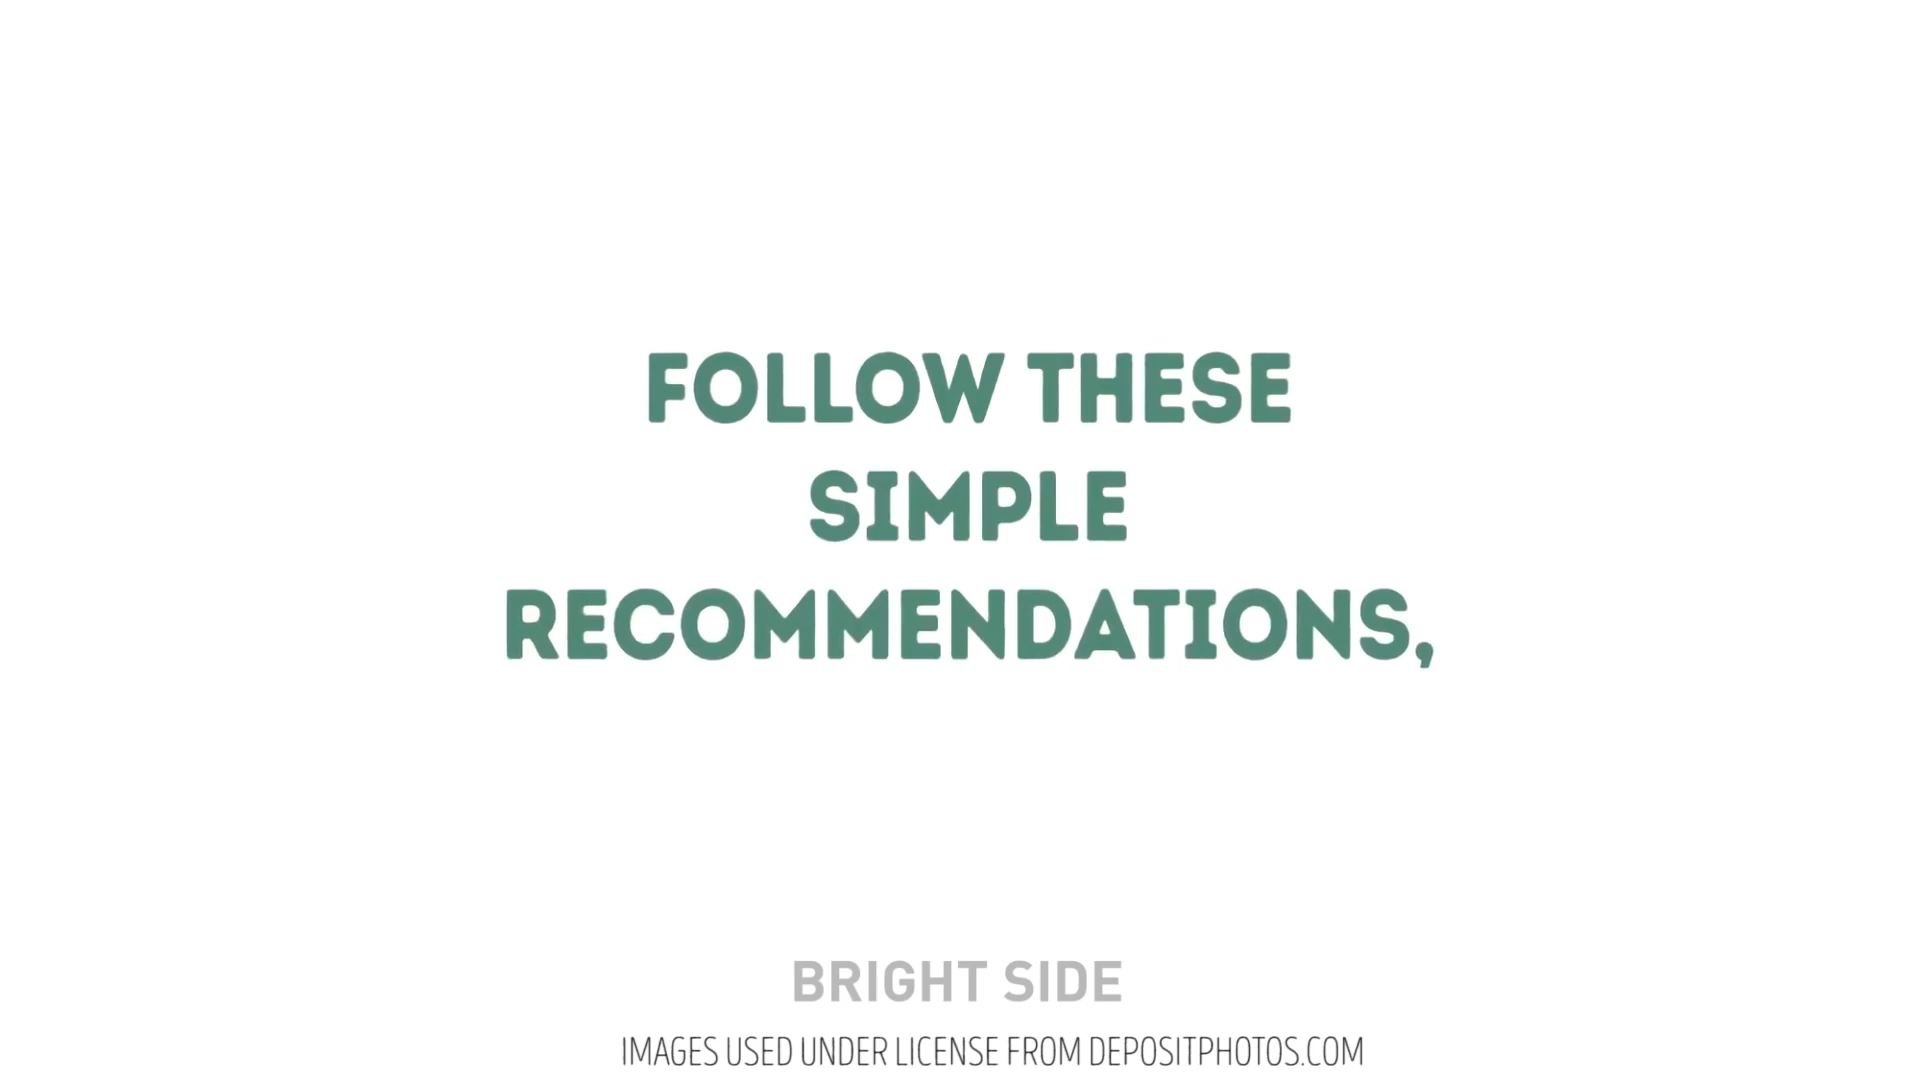 FOLLOW THESE
SIMPLE
RECOMMENDATIONS,
BRIGHT SIDE
IMAGES USED UNDER LICENSE FROM DEPOSITPHOTOS.COM